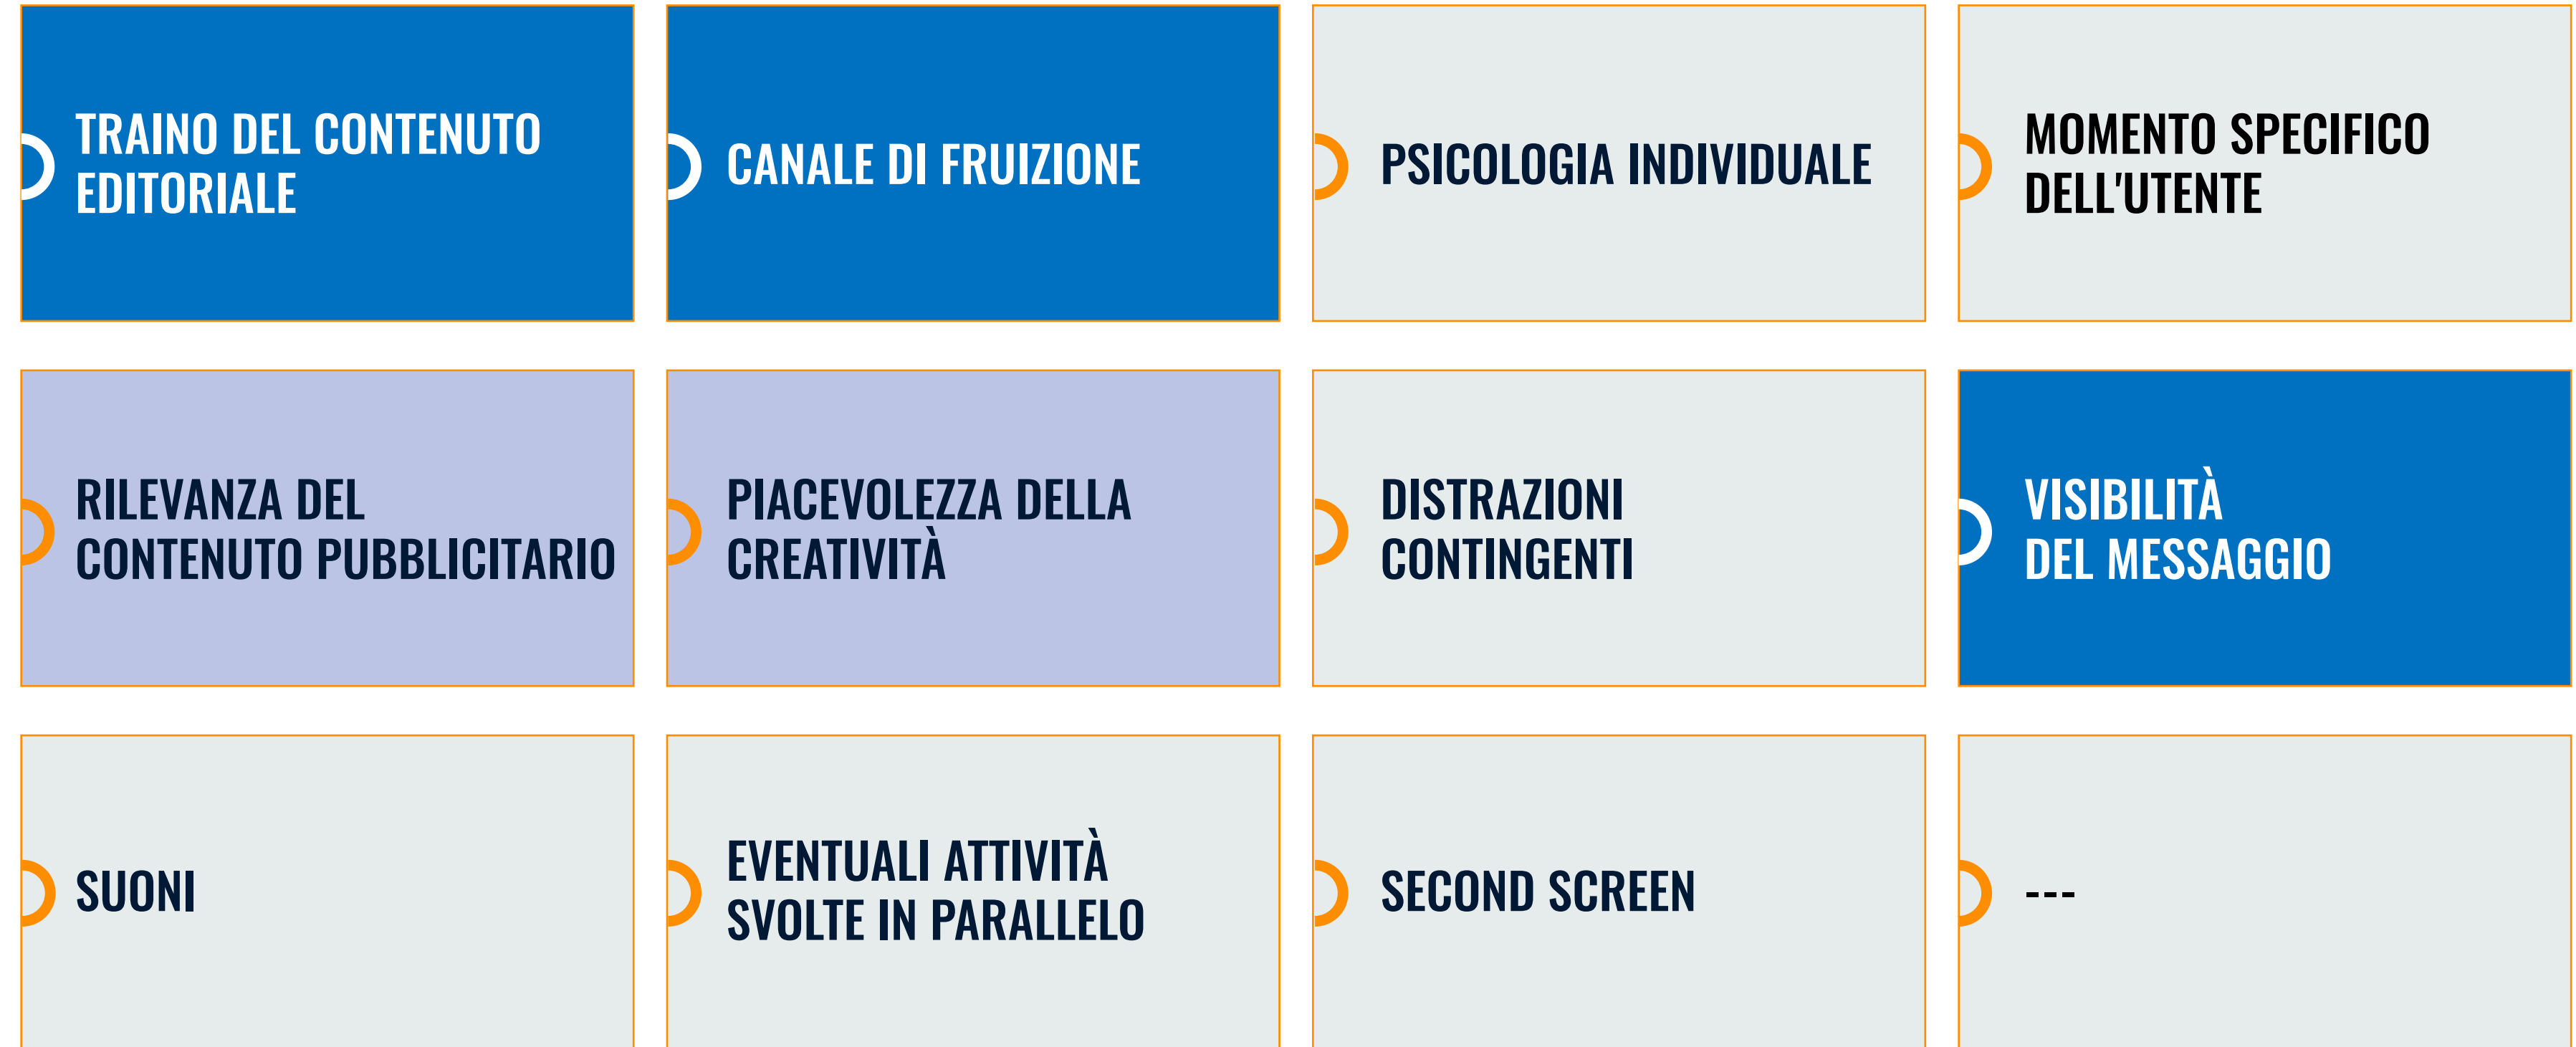 TRAINO DEL CONTENUTO
EDITORIALE
CANALE DI FRUIZIONE
PSICOLOGIA INDIVIDUALE
MOMENTO SPECIFICO
DELL'UTENTE
RILEVANZA DEL
CONTENUTO PUBBLICITARIO
PIACEVOLEZZA DELLA
CREATIVITÀ
DISTRAZIONI
CONTINGENTI
VISIBILITÀ
DEL MESSAGGIO
SUONI
EVENTUALI ATTIVITÀ
SVOLTE IN PARALLELO
SECOND SCREEN
---